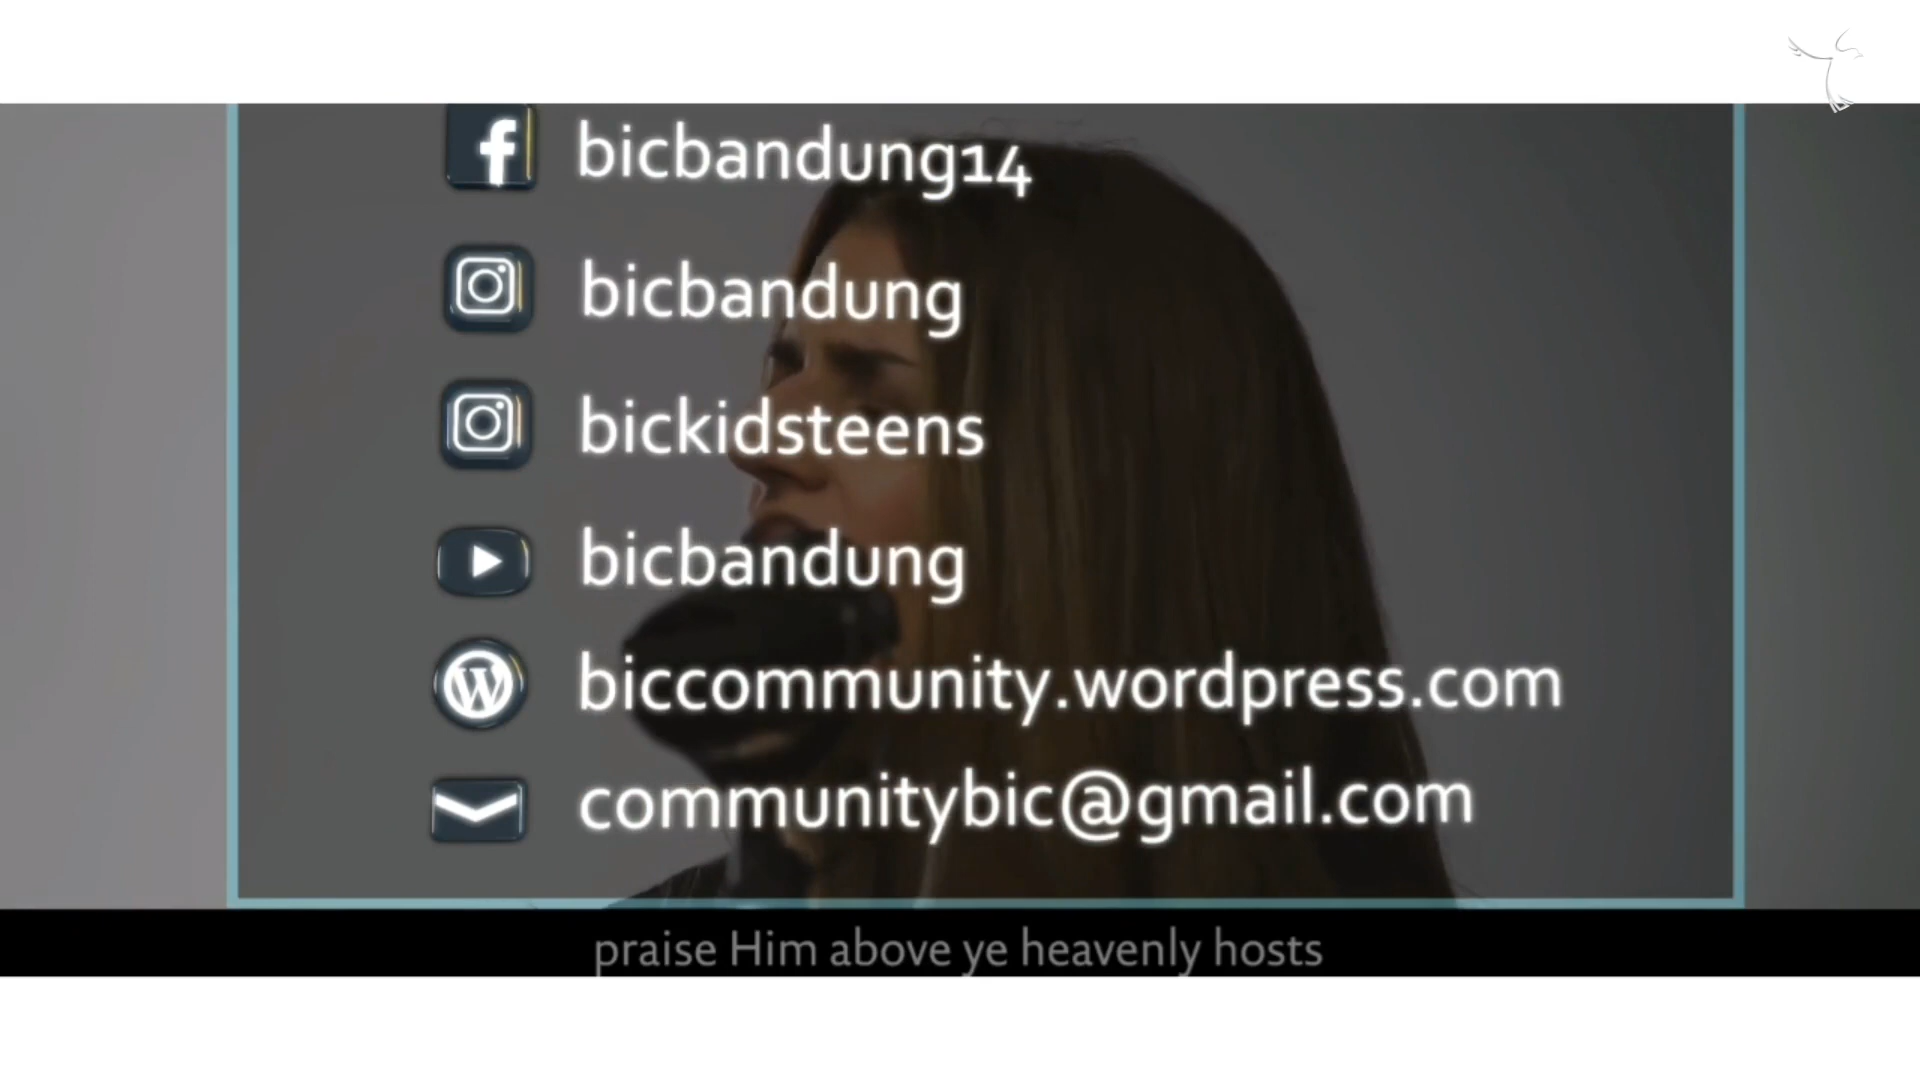 bicbandung14
bicbandung
bickidsteens
bicbandung
biccommunity.wordpress.com
communitybic@gmail.com
praise Him above ye heavenly hosts